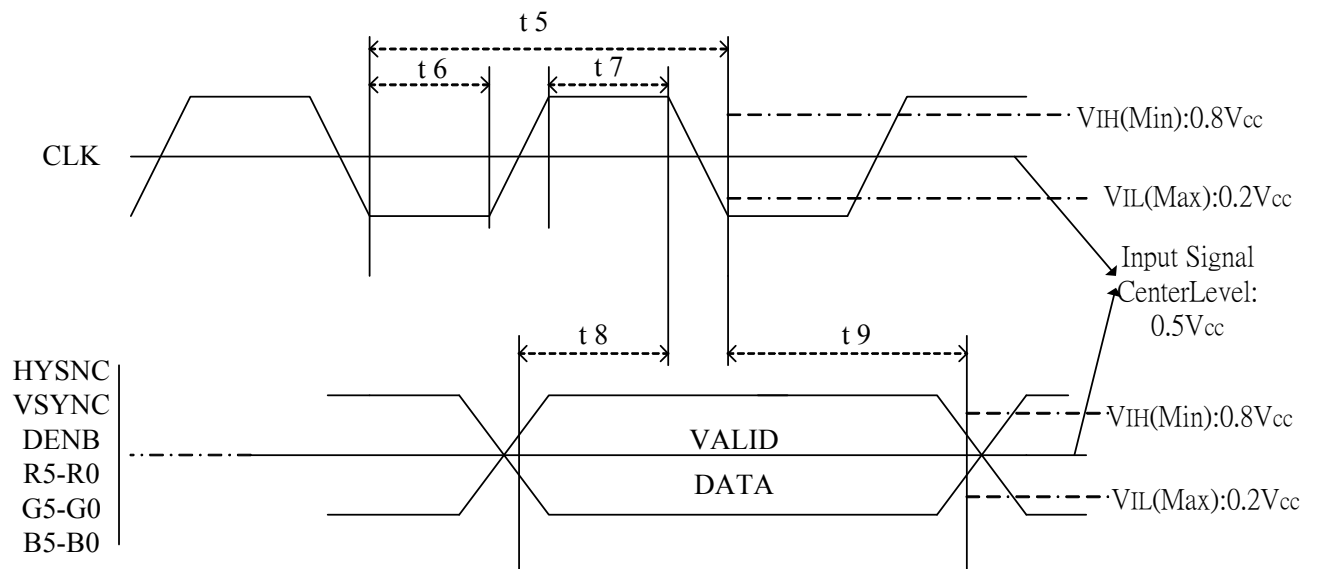 t 5
t 6
t 7
VIH(Min):0.8Vcc
CLK
VIL(Max):0.2Vcc
Input Signal
CenterLevel:
0.5Vcc
t 8
t 9
HYSNC
VSYNC
VIH(Min):0.8Vcc
DENB
VALID
R5-R0
DATA
VIL(Max):0.2Vcc
G5-G0
B5-B0